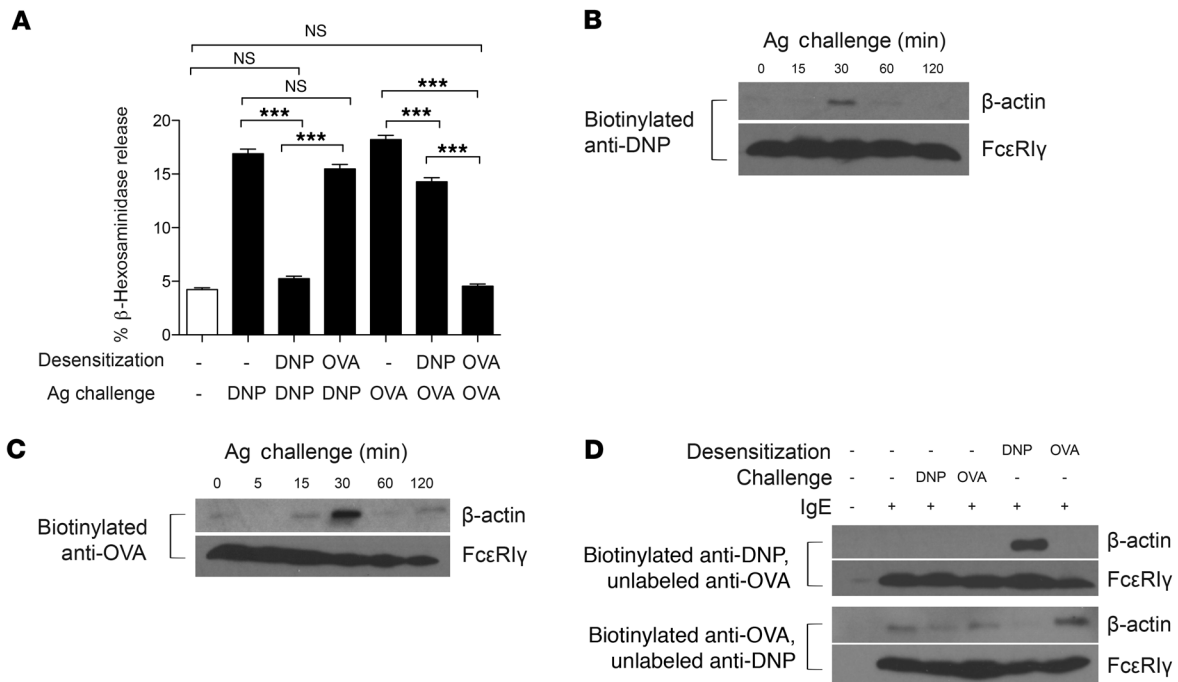 A
NS
NS
NS
***
***
***
***
***
% β-Hexosaminidase release
20
15
10
5
0
Desensitization - - DNP OVA - DNP OVA
Ag challenge - DNP DNP DNP OVA OVA OVA
B
Ag challenge (min)
0 15 30 60 120
Biotinylated
anti-DNP
β-actin
FcεRIγ
C
Ag challenge (min)
0 5 15 30 60 120
Biotinylated
anti-OVA
β-actin
FcεRIγ
D
Desensitization - - - - DNP OVA
Challenge - - DNP OVA - -
IgE - + + + + +
Biotinylated anti-DNP,
unlabeled anti-OVA
β-actin
FcεRIγ
Biotinylated anti-OVA,
unlabeled anti-DNP
β-actin
FcεRIγ